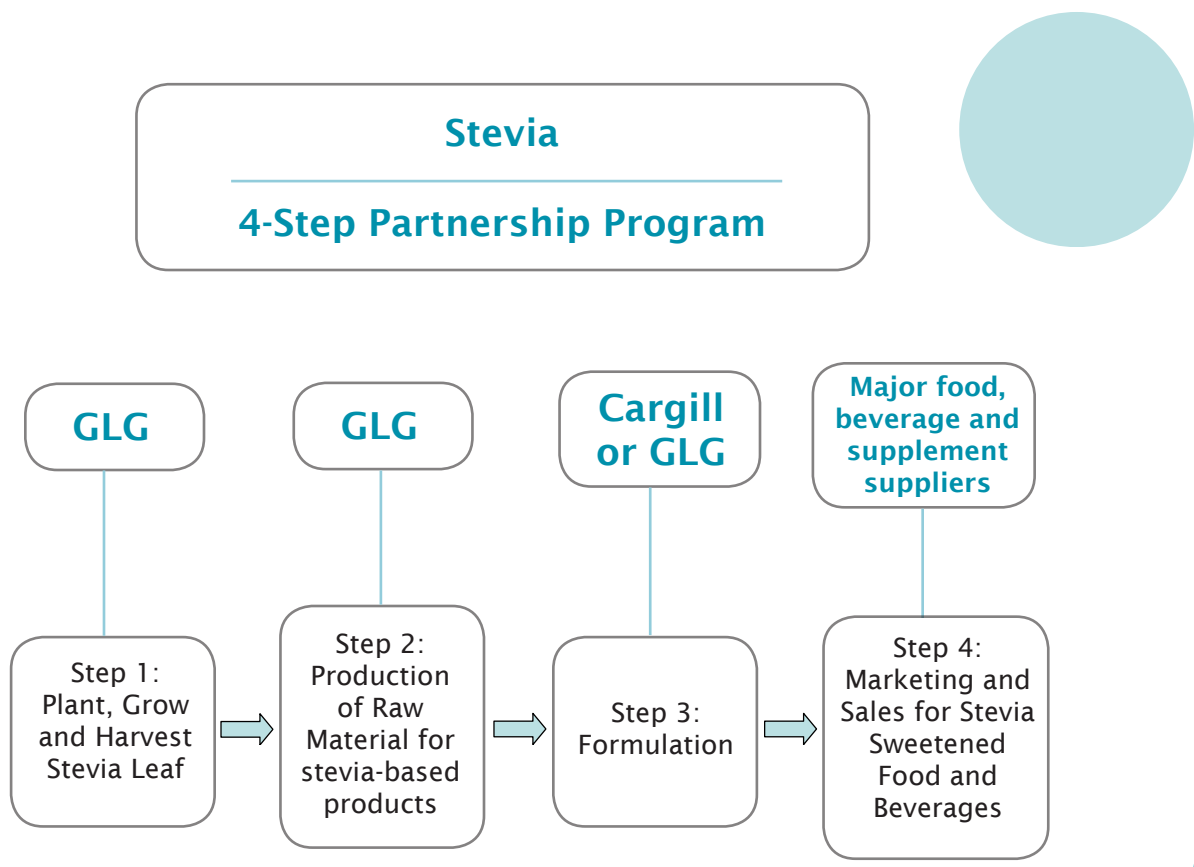 Stevia
4-Step Partnership Program
GLG
GLG
Cargill
or GLG
Major food,
beverage and
supplement
suppliers
Step 1:
Plant, Grow
and Harvest
Stevia Leaf
Step 2:
Production
of Raw
Material for
stevia-based
products
Step 3:
Formulation
Step 4:
Marketing and
Sales for Stevia
Sweetened
Food and
Beverages